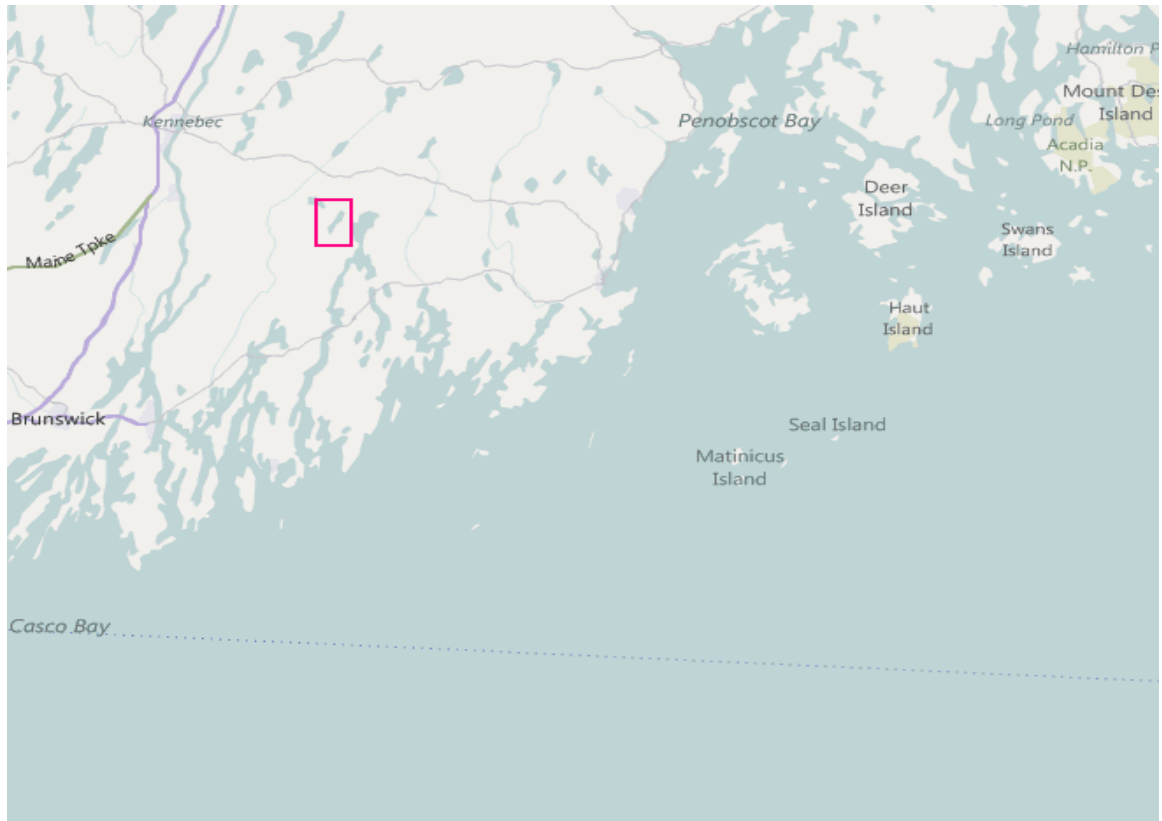 Hamilton P
Mount Des
Island
Kennebec
Penobscot Bay
Long Pond
Acadia
N.P.
Deer
Island
Swans
Island
Maine Tpke
Haut
Island
Brunswick
Seal Island
Matinicus
Island
Casco Bay